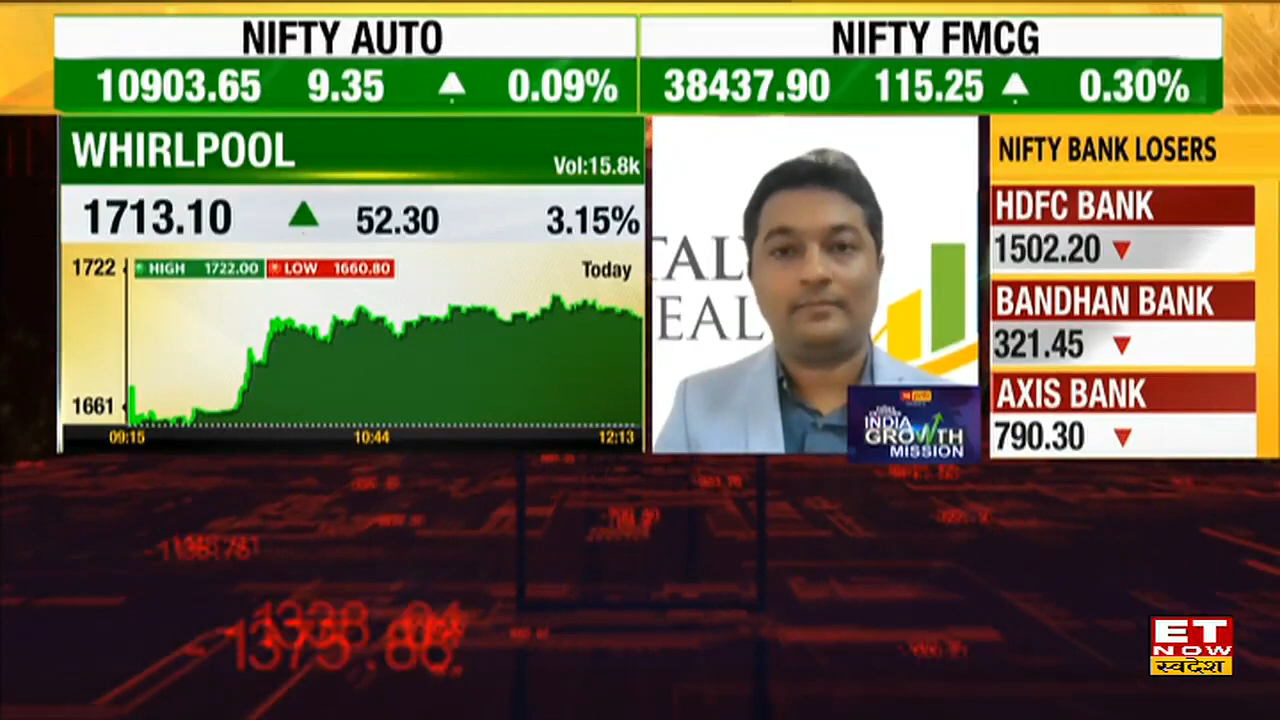 NIFTY AUTO
10903.65 9.35 ▲ 0.09%
NIFTY FMCG
38437.90 115.25 ▲ 0.30%
WHIRLPOOL
Vol:15.8k
1713.10 ▲ 52.30 3.15%
1722
HIGH 1722.00 LOW 1660.80
Today
1661
09:15 10:44 12:13
TAL
EAL
INDIA
GROWTH
MISSION
NIFTY BANK LOSERS
HDFC BANK
1502.20 ▼
BANDHAN BANK
321.45 ▼
AXIS BANK
790.30 ▼
ET
NOW
स्वदेश